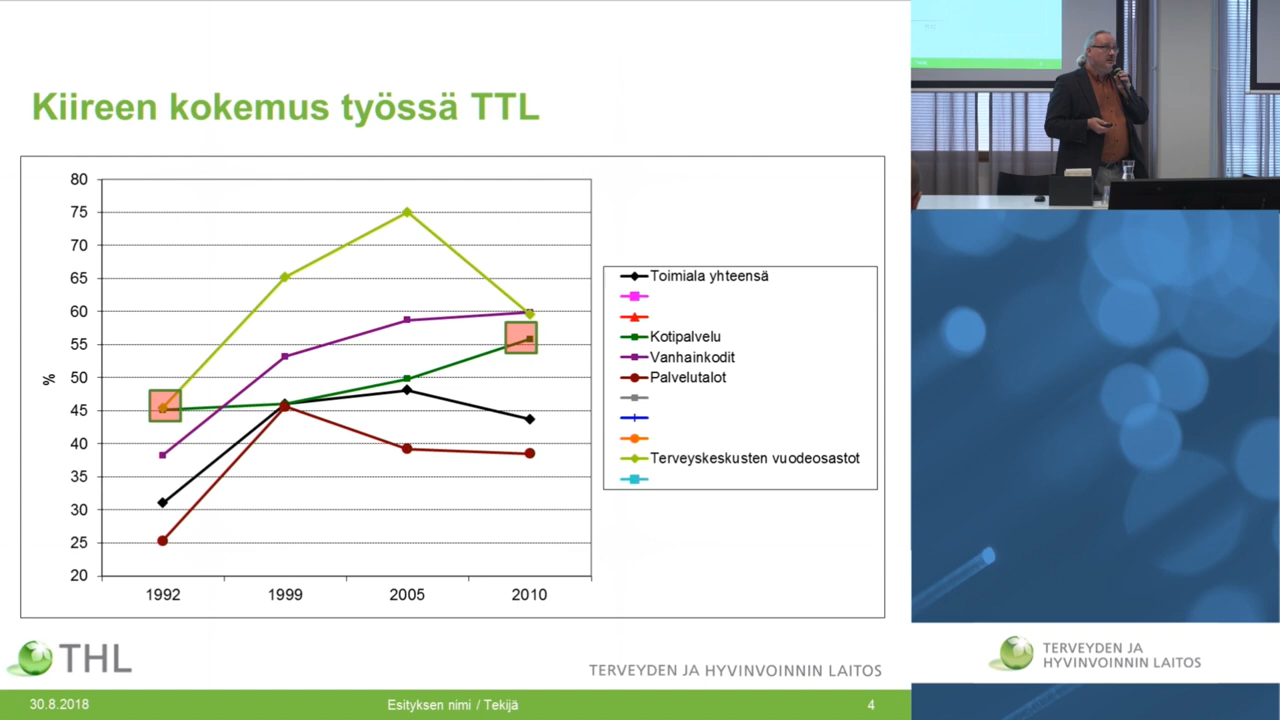 Kiireen kokemus työssä TTL
80
75
70
65
60
55
50
45
40
35
30
25
20
%
1992 1999 2005 2010
Toimiala yhteensä
Kotipalvelu
Vanhainkodit
Palvelutalot
Terveyskeskusten vuodeosastot
THL
TERVEYDEN JA HYVINVOINNIN LAITOS
30.8.2018 Esityksen nimi / Tekijä 4
TERVEYDEN JA
HYVINVOINNIN LAITOS